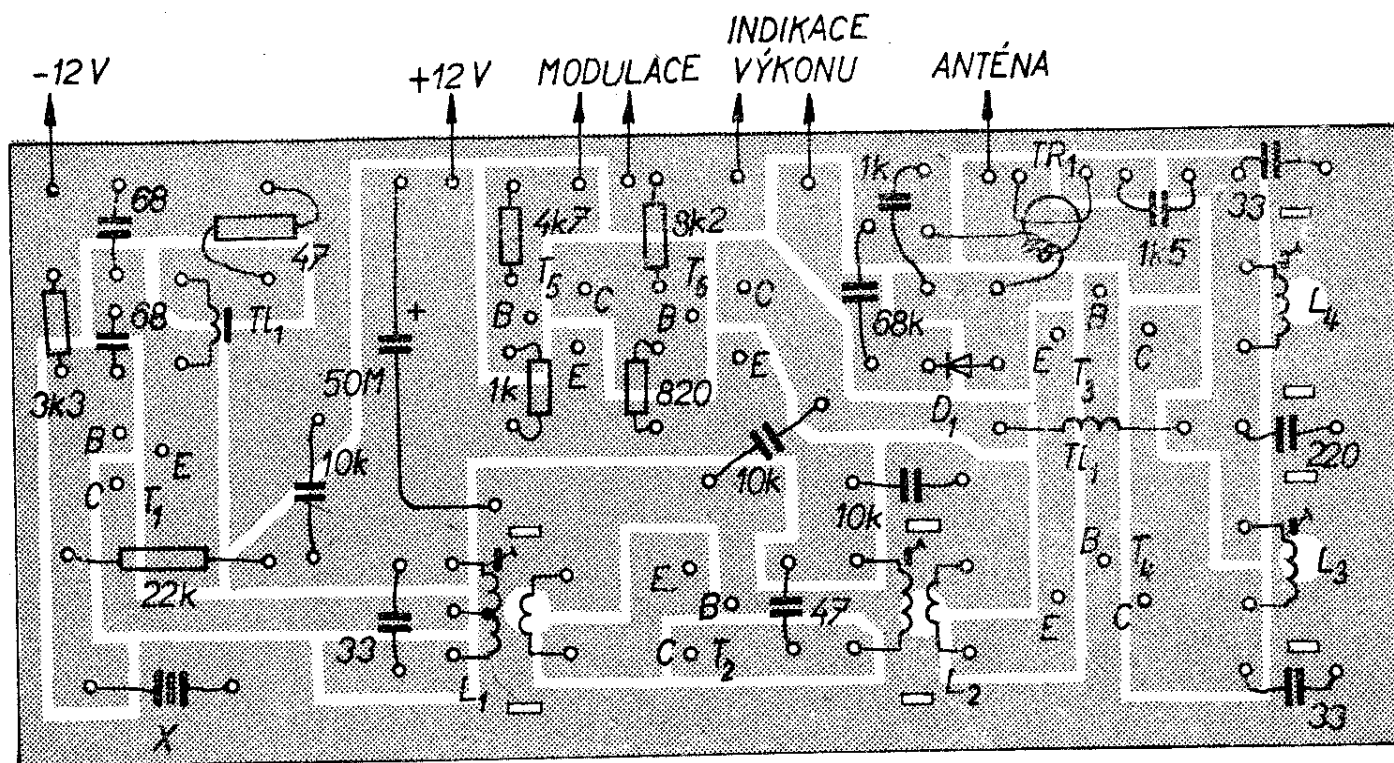 INDIKACE
-12 V +12 V MODULACE VÝKONU ANTÉNA
68 47 4k7 8k2 1k TR1 1k5 33
T5 C T6 C
68 TL1 B B 68k B L4
3k3 50M + 1k E 820 E E C
D1 T3
B E 10k 10k TL1 220
C T1 10k
22k E B T4 L3
33 B 47 E C
C T2
X L1 L2 33